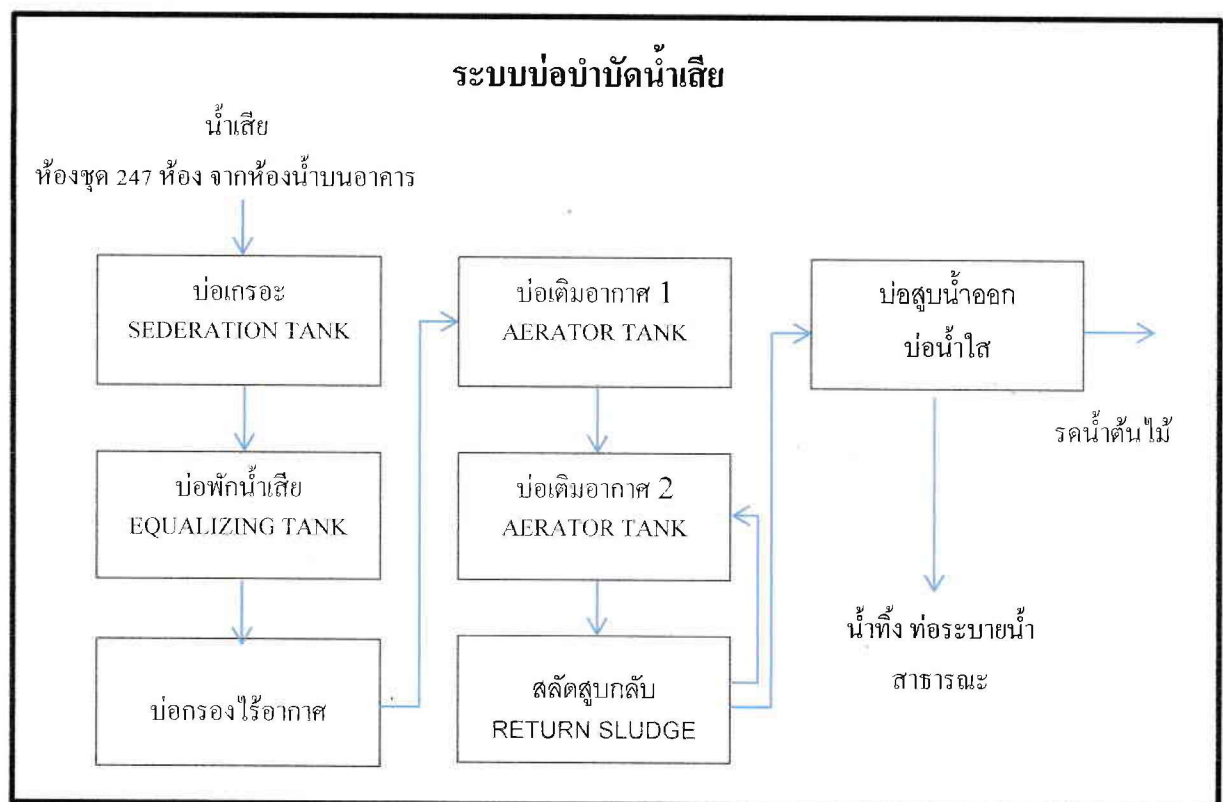 ระบบบ่อบำบัดน้ำเสีย
น้ำเสีย
ห้องชุด 247 ห้อง จากห้องน้ำบนอาคาร
บ่อเกรอะ
SEDERATION TANK
บ่อพักน้ำเสีย
EQUALIZING TANK
บ่อกรองไร้อากาศ
บ่อเติมอากาศ 1
AERATOR TANK
บ่อเติมอากาศ 2
AERATOR TANK
สลัดสูบกลับ
RETURN SLUDGE
บ่อสูบน้ำออก
บ่อน้ำใส
รดน้ำต้นไม้
น้ำทิ้ง ท่อระบายน้ำ
สาธารณะ